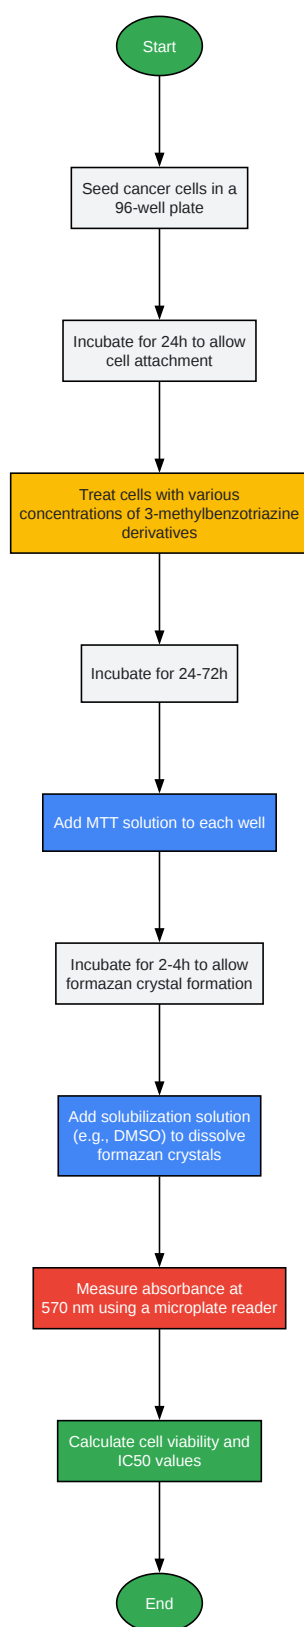 Start
Seed cancer cells in a
96-well plate
Incubate for 24h to allow
cell attachment
Treat cells with various
concentrations of 3-methylbenzotriazine
derivatives
Incubate for 24-72h
Add MTT solution to each well
Incubate for 2-4h to allow
formazan crystal formation
Add solubilization solution
(e.g., DMSO) to dissolve
formazan crystals
Measure absorbance at
570 nm using a microplate reader
Calculate cell viability and
IC50 values
End